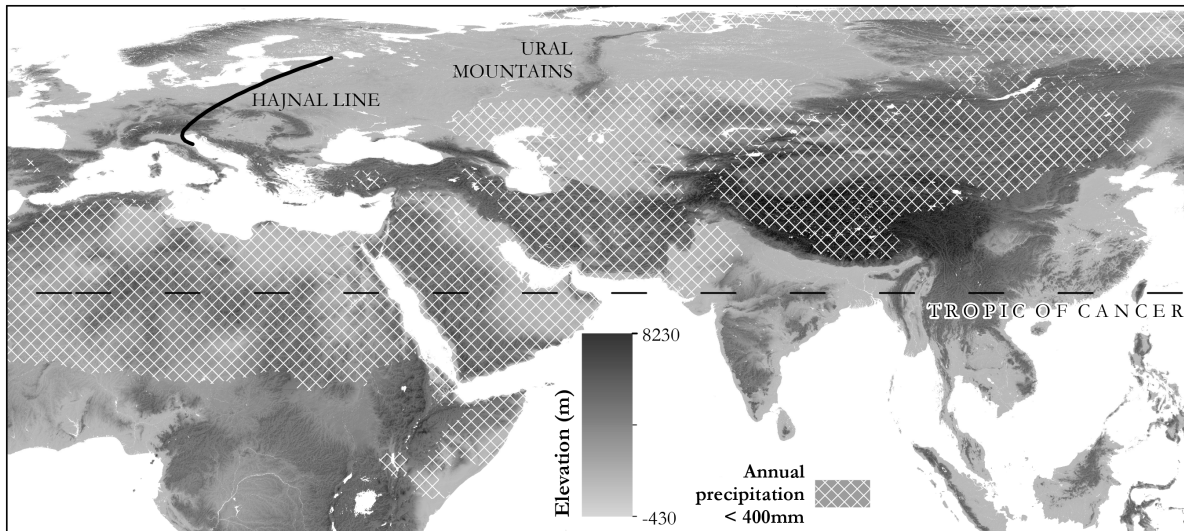 URAL
MOUNTAINS
HAJNAL LINE
TROPIC OF CANCER
8230
Elevation (m)
-430
Annual
precipitation
< 400mm